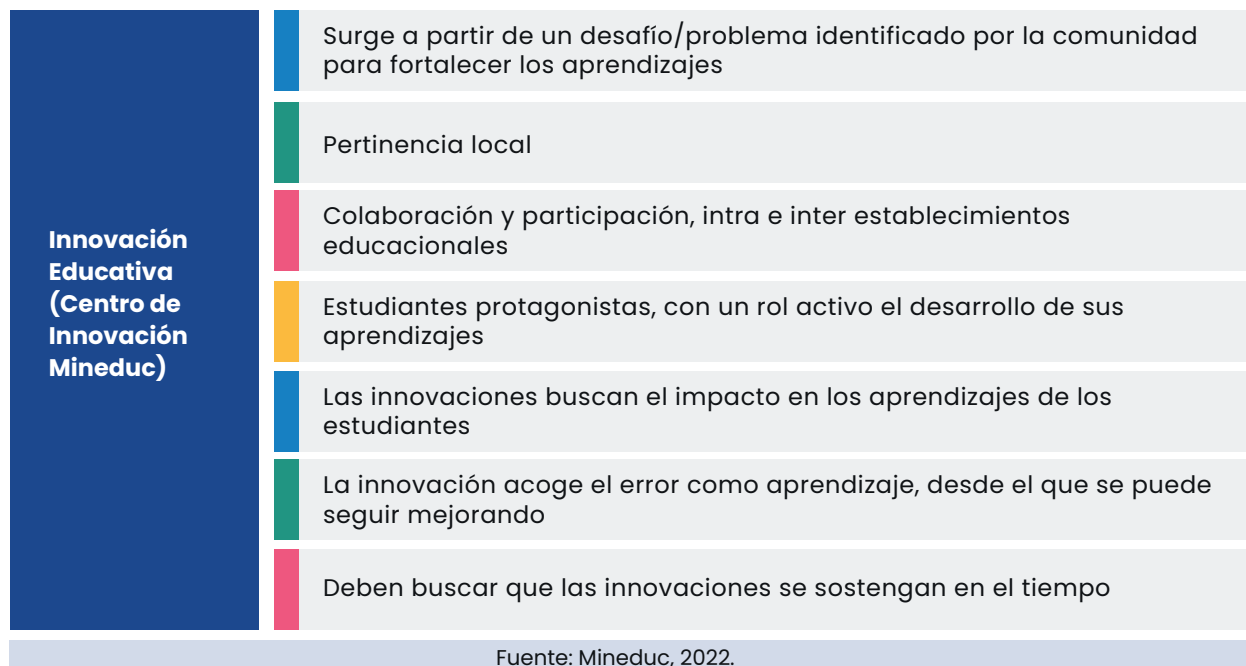 Innovación
Educativa
(Centro de
Innovación
Mineduc)
Surge a partir de un desafío/problema identificado por la comunidad
para fortalecer los aprendizajes
Pertinencia local
Colaboración y participación, intra e inter establecimientos
educacionales
Estudiantes protagonistas, con un rol activo el desarrollo de sus
aprendizajes
Las innovaciones buscan el impacto en los aprendizajes de los
estudiantes
La innovación acoge el error como aprendizaje, desde el que se puede
seguir mejorando
Deben buscar que las innovaciones se sostengan en el tiempo
Fuente: Mineduc, 2022.